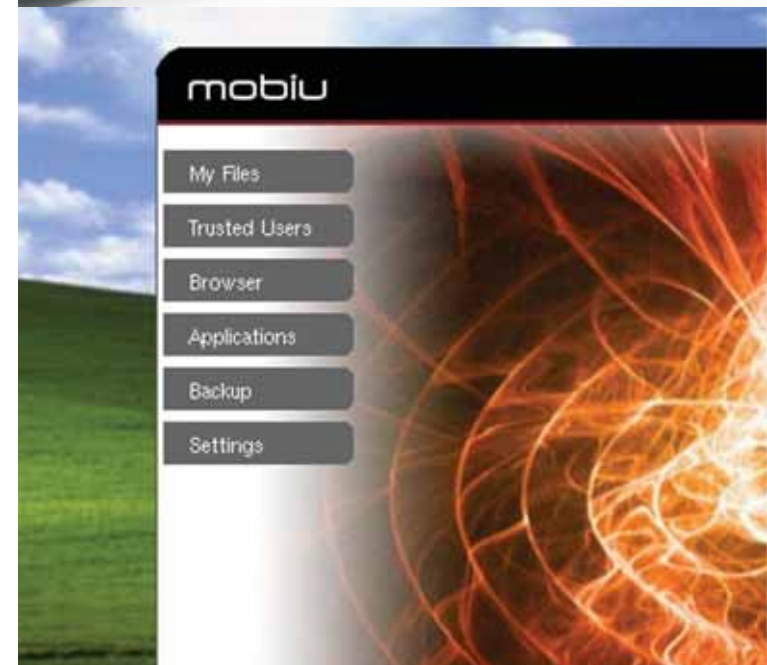 mobiu
My Files
Trusted Users
Browser
Applications
Backup
Settings